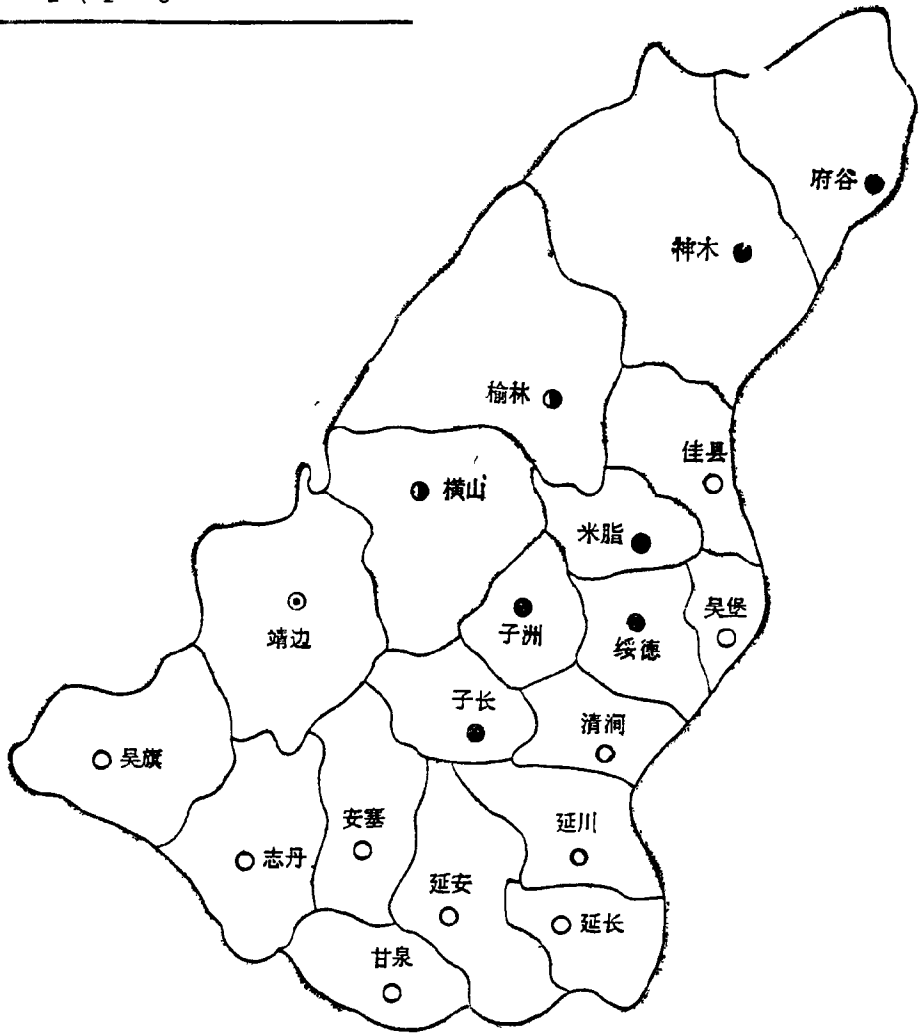 府谷
神木
榆林
佳县
横山
米脂
吴堡
子洲
绥德
靖边
子长
清涧
吴旗
安塞
延川
志丹
延安
延长
甘泉